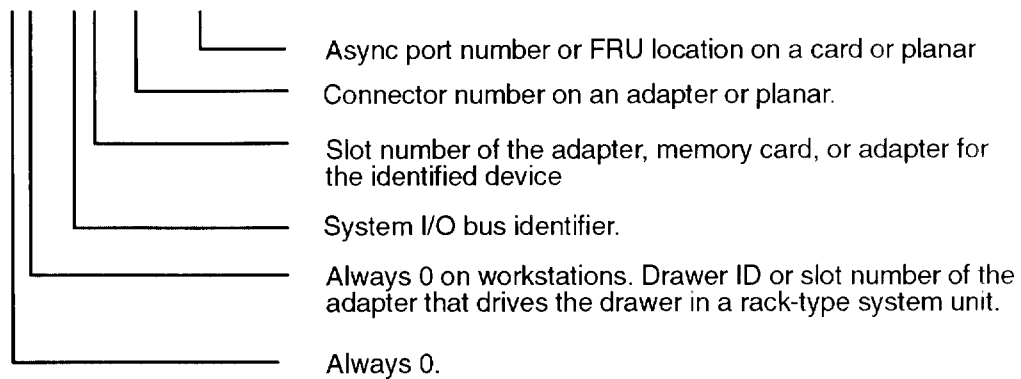 Async port number or FRU location on a card or planar
Connector number on an adapter or planar.
Slot number of the adapter, memory card, or adapter for
the identified device
System I/O bus identifier.
Always 0 on workstations. Drawer ID or slot number of the
adapter that drives the drawer in a rack-type system unit.
Always 0.